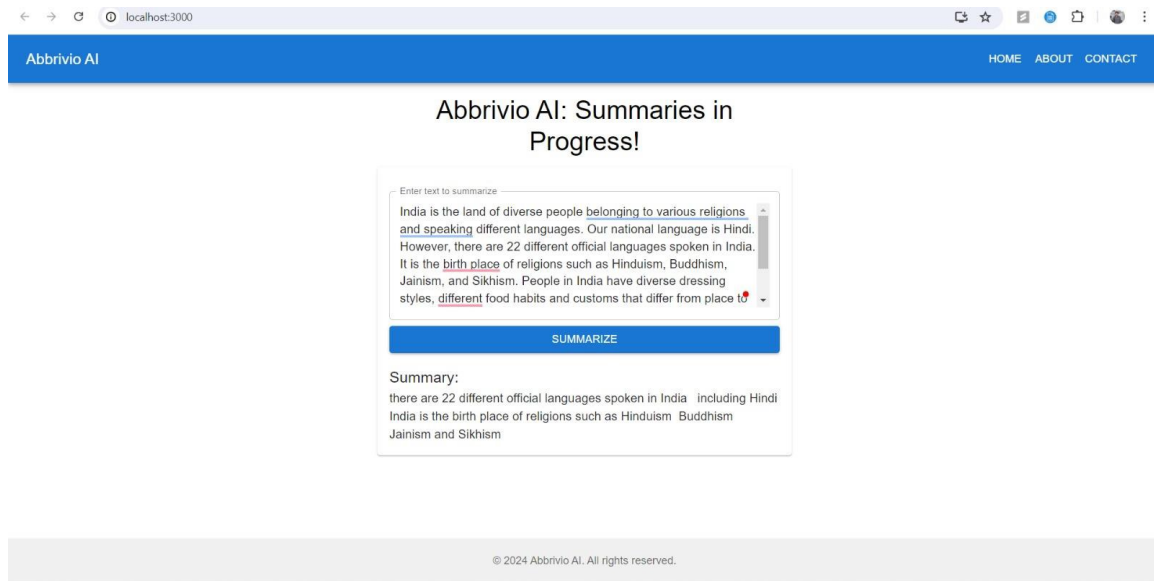 localhost:3000
Abbrivio AI
HOME ABOUT CONTACT
Abbrivio AI: Summaries in
Progress!
Enter text to summarize
India is the land of diverse people belonging to various religions
and speaking different languages. Our national language is Hindi.
However, there are 22 different official languages spoken in India.
It is the birth place of religions such as Hinduism, Buddhism,
Jainism, and Sikhism. People in India have diverse dressing
styles, different food habits and customs that differ from place to
SUMMARIZE
Summary:
there are 22 different official languages spoken in India including Hindi
India is the birth place of religions such as Hinduism Buddhism
Jainism and Sikhism
© 2024 Abbrivio AI. All rights reserved.